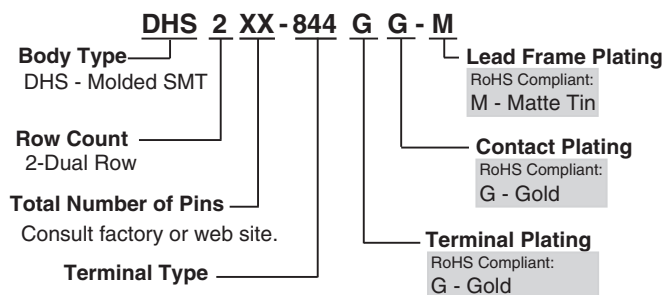 DHS 2 XX - 844 G G - M
Body Type
DHS - Molded SMT
Row Count
2-Dual Row
Total Number of Pins
Consult factory or web site.
Terminal Type
Lead Frame Plating
RoHS Compliant:
M - Matte Tin
Contact Plating
RoHS Compliant:
G - Gold
Terminal Plating
RoHS Compliant:
G - Gold